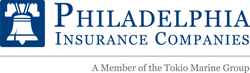 PHILADELPHIA
INSURANCE COMPANIES
A Member of the Tokio Marine Group